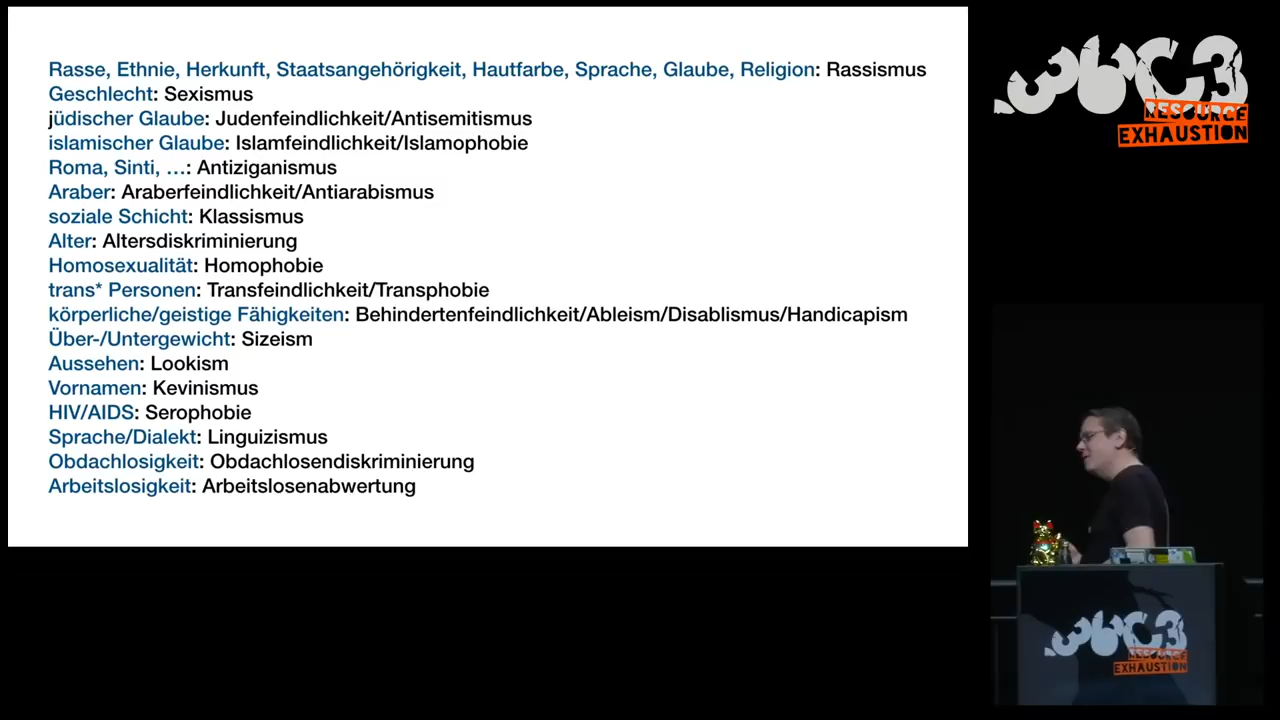 Rasse, Ethnie, Herkunft, Staatsangehörigkeit, Hautfarbe, Sprache, Glaube, Religion: Rassismus
Geschlecht: Sexismus
jüdischer Glaube: Judenfeindlichkeit/Antisemitismus
islamischer Glaube: Islamfeindlichkeit/Islamophobie
Roma, Sinti, …: Antiziganismus
Araber: Araberfeindlichkeit/Antiarabismus
soziale Schicht: Klassismus
Alter: Altersdiskriminierung
Homosexualität: Homophobie
trans* Personen: Transfeindlichkeit/Transphobie
körperliche/geistige Fähigkeiten: Behindertenfeindlichkeit/Ableism/Disablismus/Handicapism
Über-/Untergewicht: Sizeism
Aussehen: Lookism
Vornamen: Kevinismus
HIV/AIDS: Serophobie
Sprache/Dialekt: Linguizismus
Obdachlosigkeit: Obdachlosendiskriminierung
Arbeitslosigkeit: Arbeitslosenabwertung
36C3
RESOURCE
EXHAUSTION
36C3
RESOURCE
EXHAUSTION